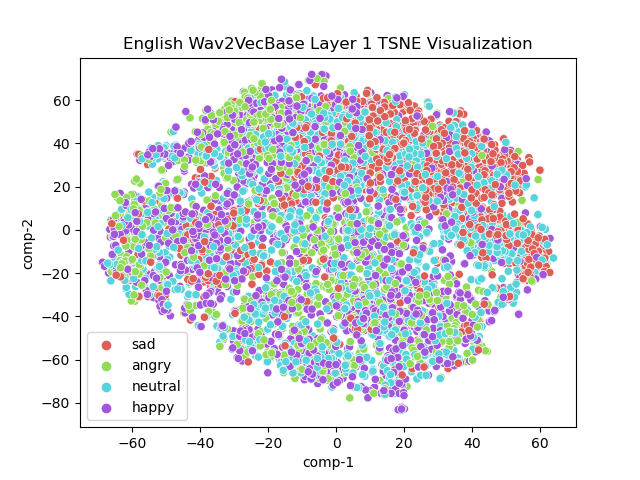 English Wav2VecBase Layer 1 TSNE Visualization
comp-2
60
40
20
0
−20
−40
−60
−80
sad
angry
neutral
happy
−60 −40 −20 0 20 40 60
comp-1